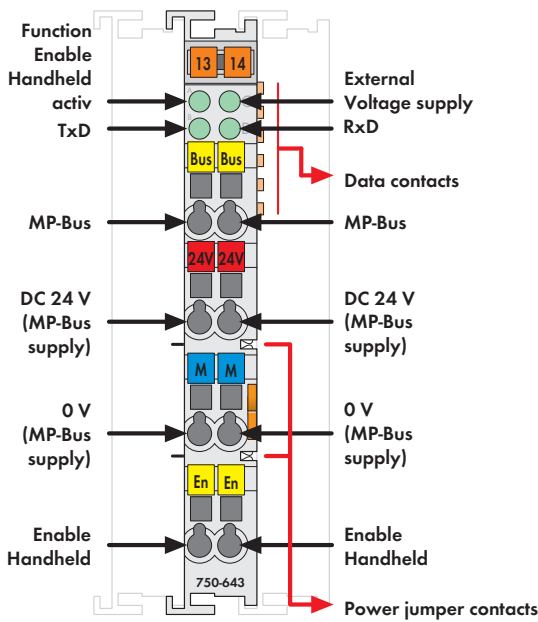 Function
Enable
Handheld
activ
TxD
13 14
External
Voltage supply
RxD
Bus Bus
Data contacts
MP-Bus
MP-Bus
24V 24V
DC 24 V
(MP-Bus
supply)
DC 24 V
(MP-Bus
supply)
M M
0 V
(MP-Bus
supply)
0 V
(MP-Bus
supply)
En En
Enable
Handheld
Enable
Handheld
750-643
Power jumper contacts